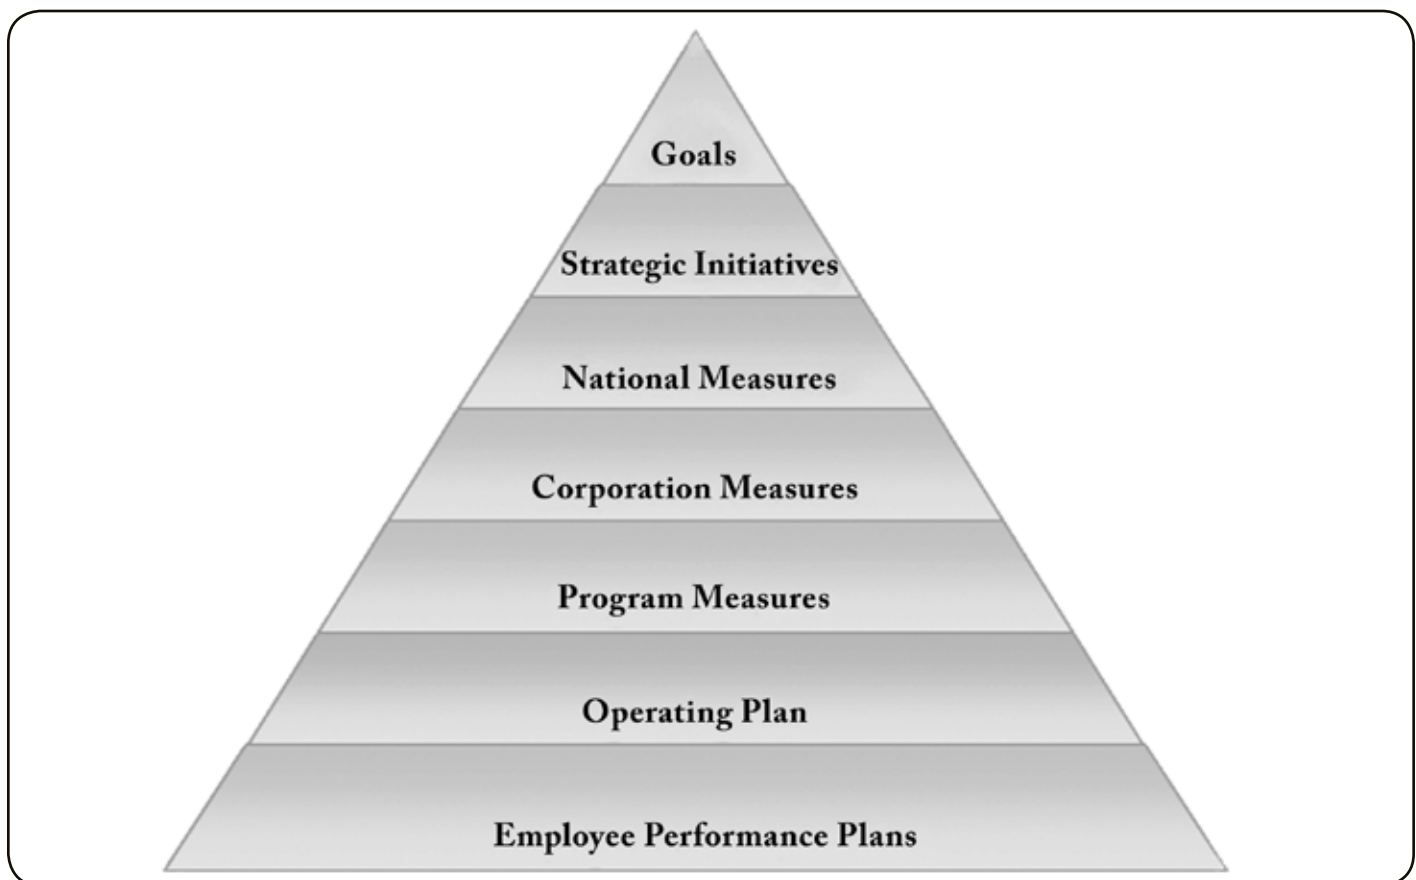 Goals
Strategic Initiatives
National Measures
Corporation Measures
Program Measures
Operating Plan
Employee Performance Plans